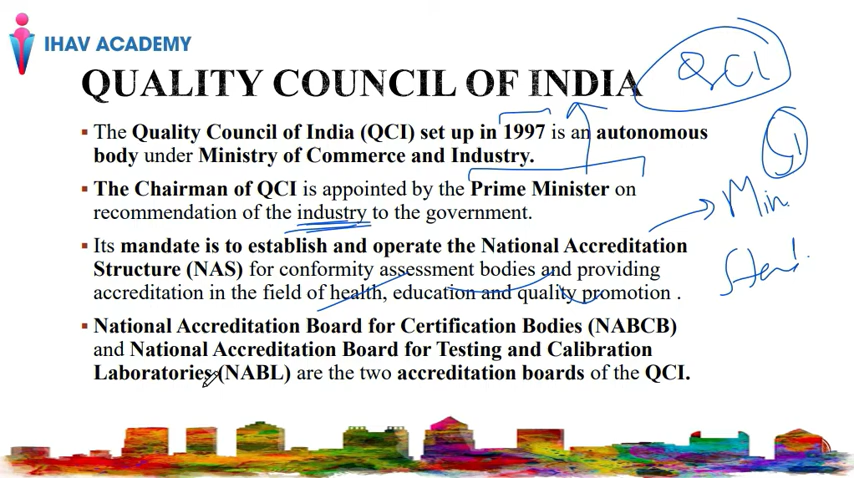 IHAV ACADEMY
QUALITY COUNCIL OF INDIA
QCI
▪ The Quality Council of India (QCI) set up in 1997 is an autonomous
body under Ministry of Commerce and Industry.
▪ The Chairman of QCI is appointed by the Prime Minister on
recommendation of the industry to the government.
Min.
▪ Its mandate is to establish and operate the National Accreditation
Structure (NAS) for conformity assessment bodies and providing
accreditation in the field of health, education and quality promotion .
▪ National Accreditation Board for Certification Bodies (NABCB)
and National Accreditation Board for Testing and Calibration
Laboratories (NABL) are the two accreditation boards of the QCI.